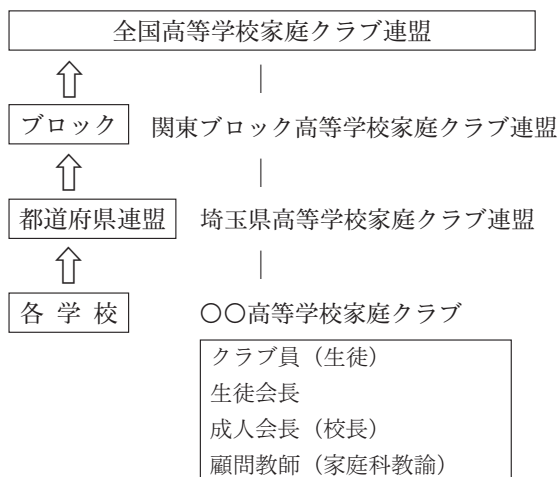 全国高等学校家庭クラブ連盟
ブロック 関東ブロック高等学校家庭クラブ連盟
都道府県連盟 埼玉県高等学校家庭クラブ連盟
各 学 校 〇〇高等学校家庭クラブ
クラブ員（生徒）
生徒会長
成人会長（校長）
顧問教師（家庭科教諭）